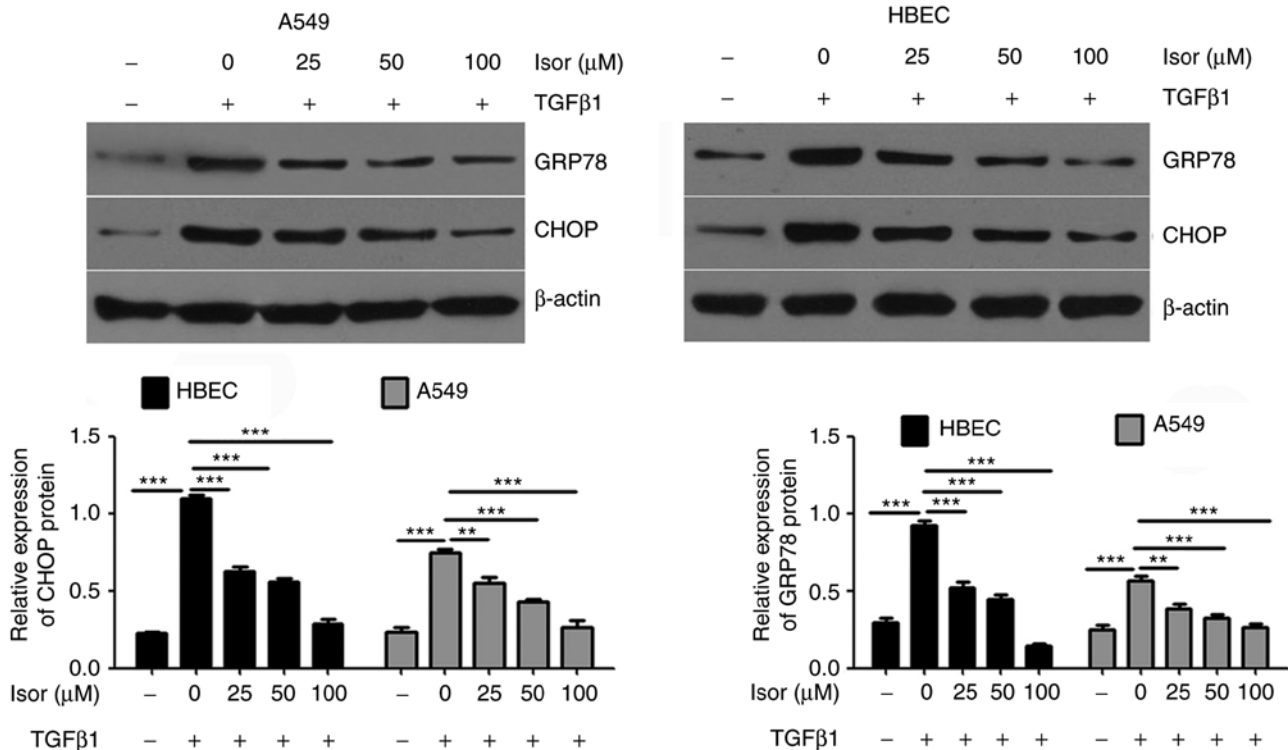 A549
– 0 25 50 100 Isor (μM)
– + + + + TGFβ1
GRP78
CHOP
β-actin
HBEC
– 0 25 50 100 Isor (μM)
– + + + + TGFβ1
GRP78
CHOP
β-actin
HBEC A549
Relative expression
of CHOP protein
1.5
1.0
0.5
0.0
***
***
***
***
***
**
***
***
Isor (μM) – 0 25 50 100 – 0 25 50 100
TGFβ1 – + + + + – + + + +
HBEC A549
Relative expression
of GRP78 protein
1.5
1.0
0.5
0.0
***
***
***
***
***
**
***
***
Isor (μM) – 0 25 50 100 – 0 25 50 100
TGFβ1 – + + + + – + + + +